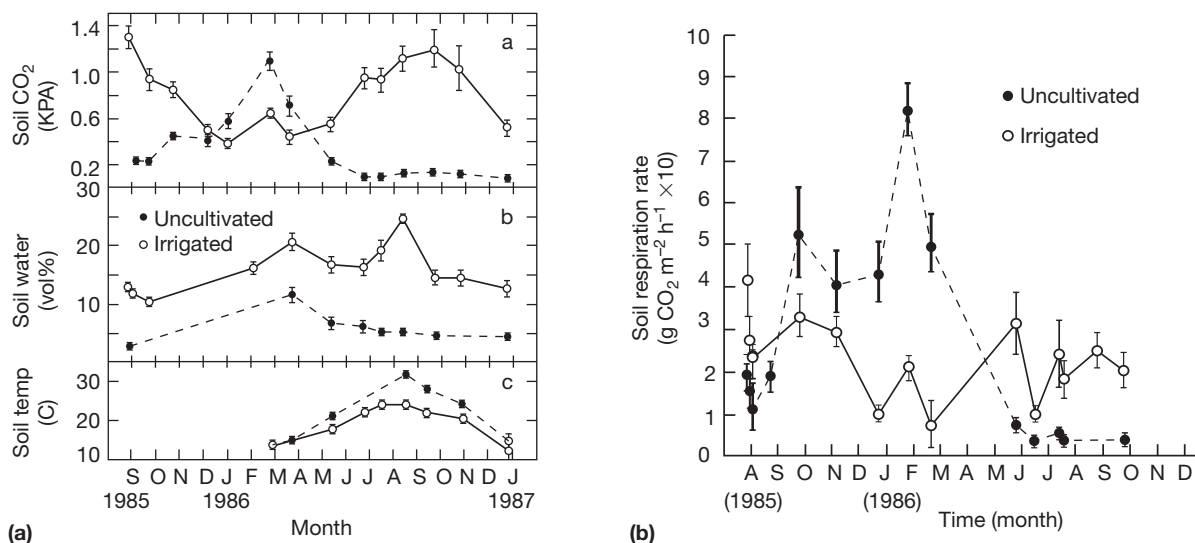 a
Soil CO2
(KPA)
1.4
1.0
0.6
0.2
b
Uncultivated
Irrigated
Soil water
(vol%)
30
20
10
c
Soil temp
(C)
30
20
10
S O N D J F M A M J J A S O N D J
1985 1986 1987
Month
(a)
Soil respiration rate
(g CO2 m−2 h−1 ×10)
10
9
8
7
6
5
4
3
2
1
0
Uncultivated
Irrigated
A O D F A J J A O N D
(1985) (1986)
Time (month)
(b)